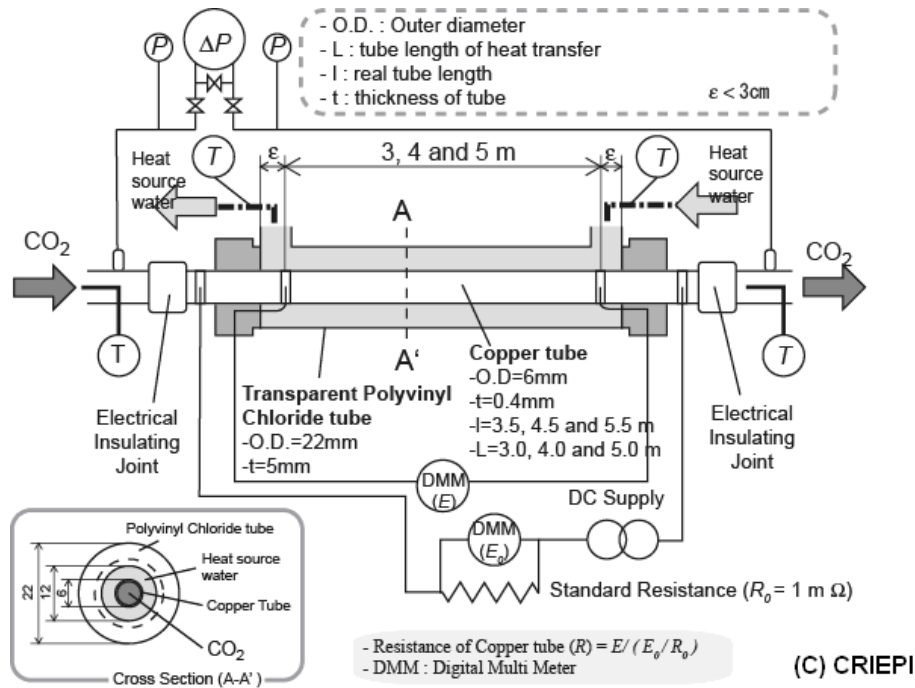 P
ΔP
P
- O.D. : Outer diameter
- L : tube length of heat transfer
- l : real tube length
- t : thickness of tube
ε < 3cm
T
ε
3, 4 and 5 m
ε
T
Heat
source
water
Heat
source
water
A
CO₂
CO₂
T
A'
T
Copper tube
-O.D=6mm
-t=0.4mm
-l=3.5, 4.5 and 5.5 m
-L=3.0, 4.0 and 5.0 m
Transparent Polyvinyl
Chloride tube
-O.D.=22mm
-t=5mm
Electrical
Insulating
Joint
Electrical
Insulating
Joint
DMM
(E)
DC Supply
DMM
(E₀)
Standard Resistance (R₀= 1 m Ω)
Polyvinyl Chloride tube
Heat source
water
Copper Tube
CO₂
22
12
6
Cross Section (A-A' )
- Resistance of Copper tube (R) = E/ ( E₀/ R₀ )
- DMM : Digital Multi Meter
(C) CRIEPI